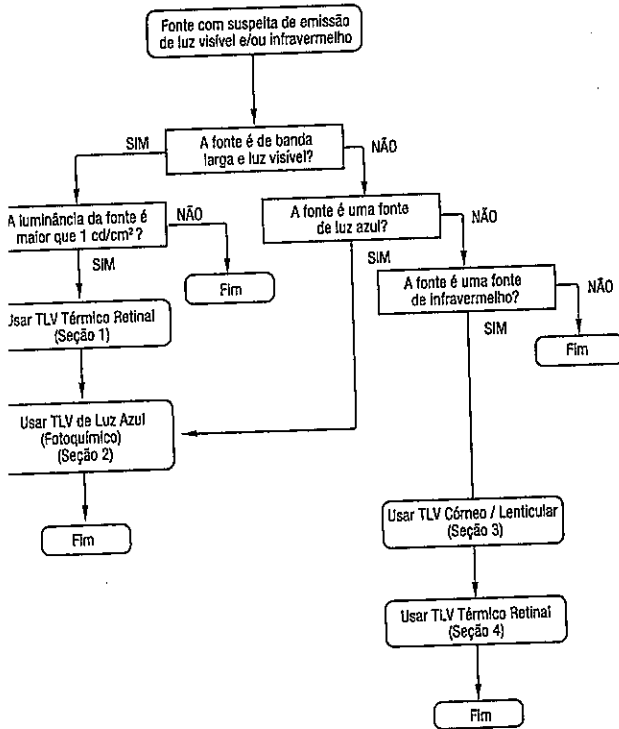 Fonte com suspeita de emissão
de luz visível e/ou infravermelho
SIM
A fonte é de banda
larga e luz visível?
NÃO
A luminância da fonte é
maior que 1 cd/cm² ?
NÃO
A fonte é uma fonte
de luz azul?
NÃO
SIM
Fim
SIM
A fonte é uma fonte
de infravermelho?
NÃO
SIM
Fim
Usar TLV Térmico Retinal
(Seção 1)
Usar TLV de Luz Azul
(Fotoquímico)
(Seção 2)
Fim
Usar TLV Córneo / Lenticular
(Seção 3)
Usar TLV Térmico Retinal
(Seção 4)
Fim